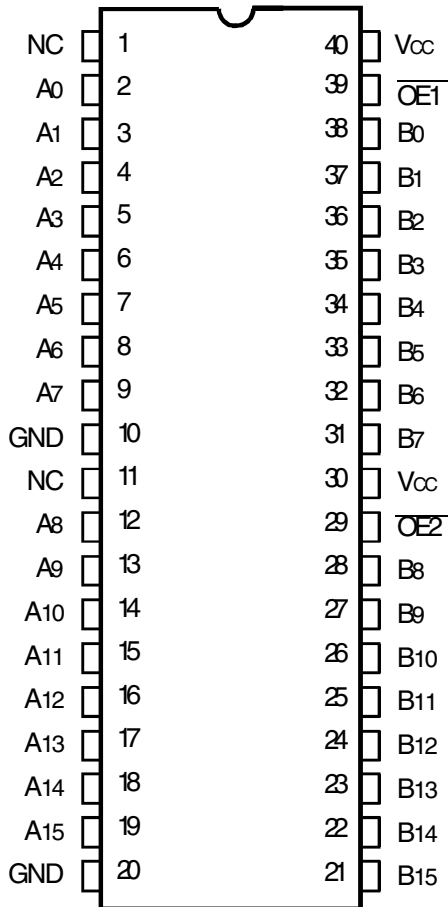 NC 1 40 VCC
A0 2 39 OE1
A1 3 38 B0
A2 4 37 B1
A3 5 36 B2
A4 6 35 B3
A5 7 34 B4
A6 8 33 B5
A7 9 32 B6
GND 10 31 B7
NC 11 30 VCC
A8 12 29 OE2
A9 13 28 B8
A10 14 27 B9
A11 15 26 B10
A12 16 25 B11
A13 17 24 B12
A14 18 23 B13
A15 19 22 B14
GND 20 21 B15